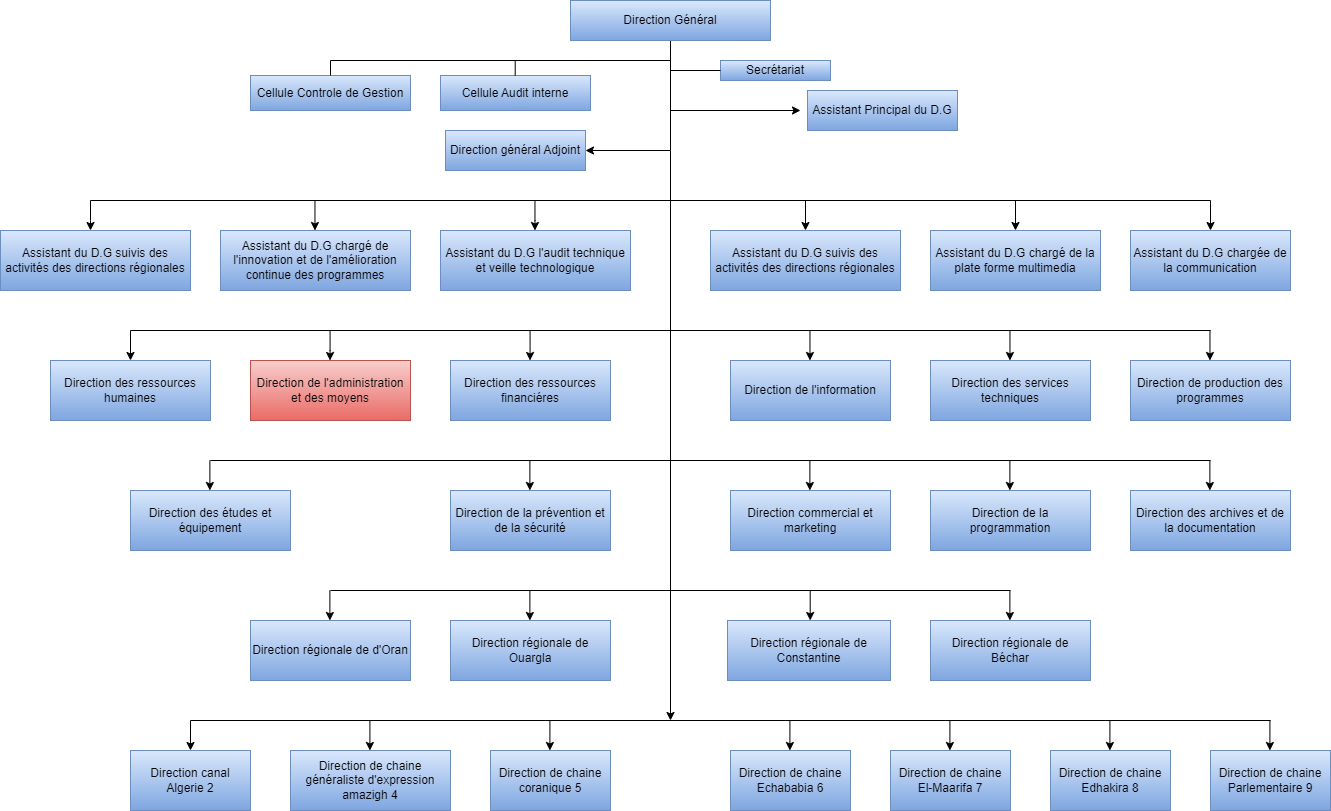 Direction Général
Secrétariat
Cellule Controle de Gestion
Cellule Audit interne
Assistant Principal du D.G
Direction général Adjoint
Assistant du D.G suivis des
activités des directions régionales
Assistant du D.G chargé de
l'innovation et de l'amélioration
continue des programmes
Assistant du D.G l'audit technique
et veille technologique
Assistant du D.G suivis des
activités des directions régionales
Assistant du D.G chargé de la
plate forme multimedia
Assistant du D.G chargée de
la communication
Direction des ressources
humaines
Direction de l'administration
et des moyens
Direction des ressources
financiéres
Direction de l'information
Direction des services
techniques
Direction de production des
programmes
Direction des études et
équipement
Direction de la prévention et
de la sécurité
Direction commercial et
marketing
Direction de la
programmation
Direction des archives et de
la documentation
Direction régionale de d'Oran
Direction régionale de
Ouargla
Direction régionale de
Constantine
Direction régionale de
Béchar
Direction canal
Algerie 2
Direction de chaine
généraliste d'expression
amazigh 4
Direction de chaine
coranique 5
Direction de chaine
Echababia 6
Direction de chaine
El-Maarifa 7
Direction de chaine
Edhakira 8
Direction de chaine
Parlementaire 9